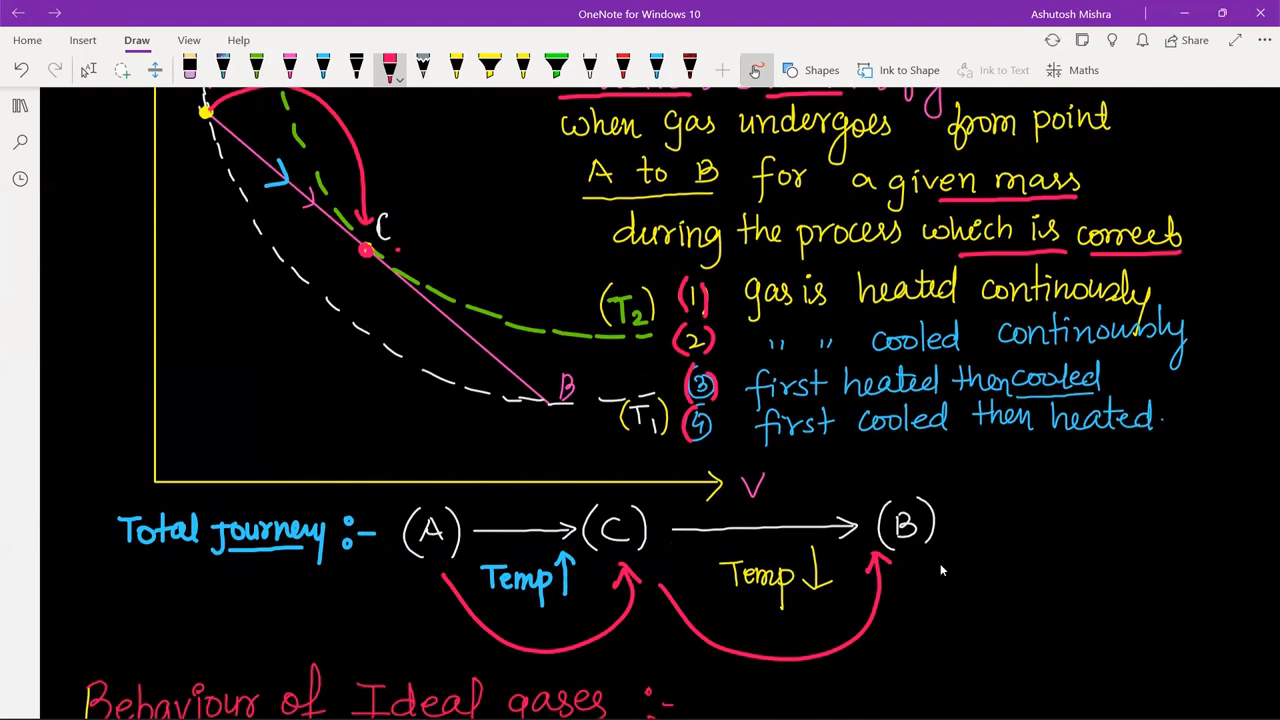 OneNote for Windows 10
Ashutosh Mishra
Home Insert Draw View Help
Share
Shapes
Ink to Shape
Ink to Text
Maths
when gas undergoes from point
A to B for a given mass
during the process which is correct
(1) gas is heated continously
(2) " " cooled continously
(3) first heated then cooled
(4) first cooled then heated.
C
(T2)
B
(T1)
V
Total journey :- (A) → (C) → (B)
Temp ↑ Temp ↓
Behaviour of Ideal gases :-